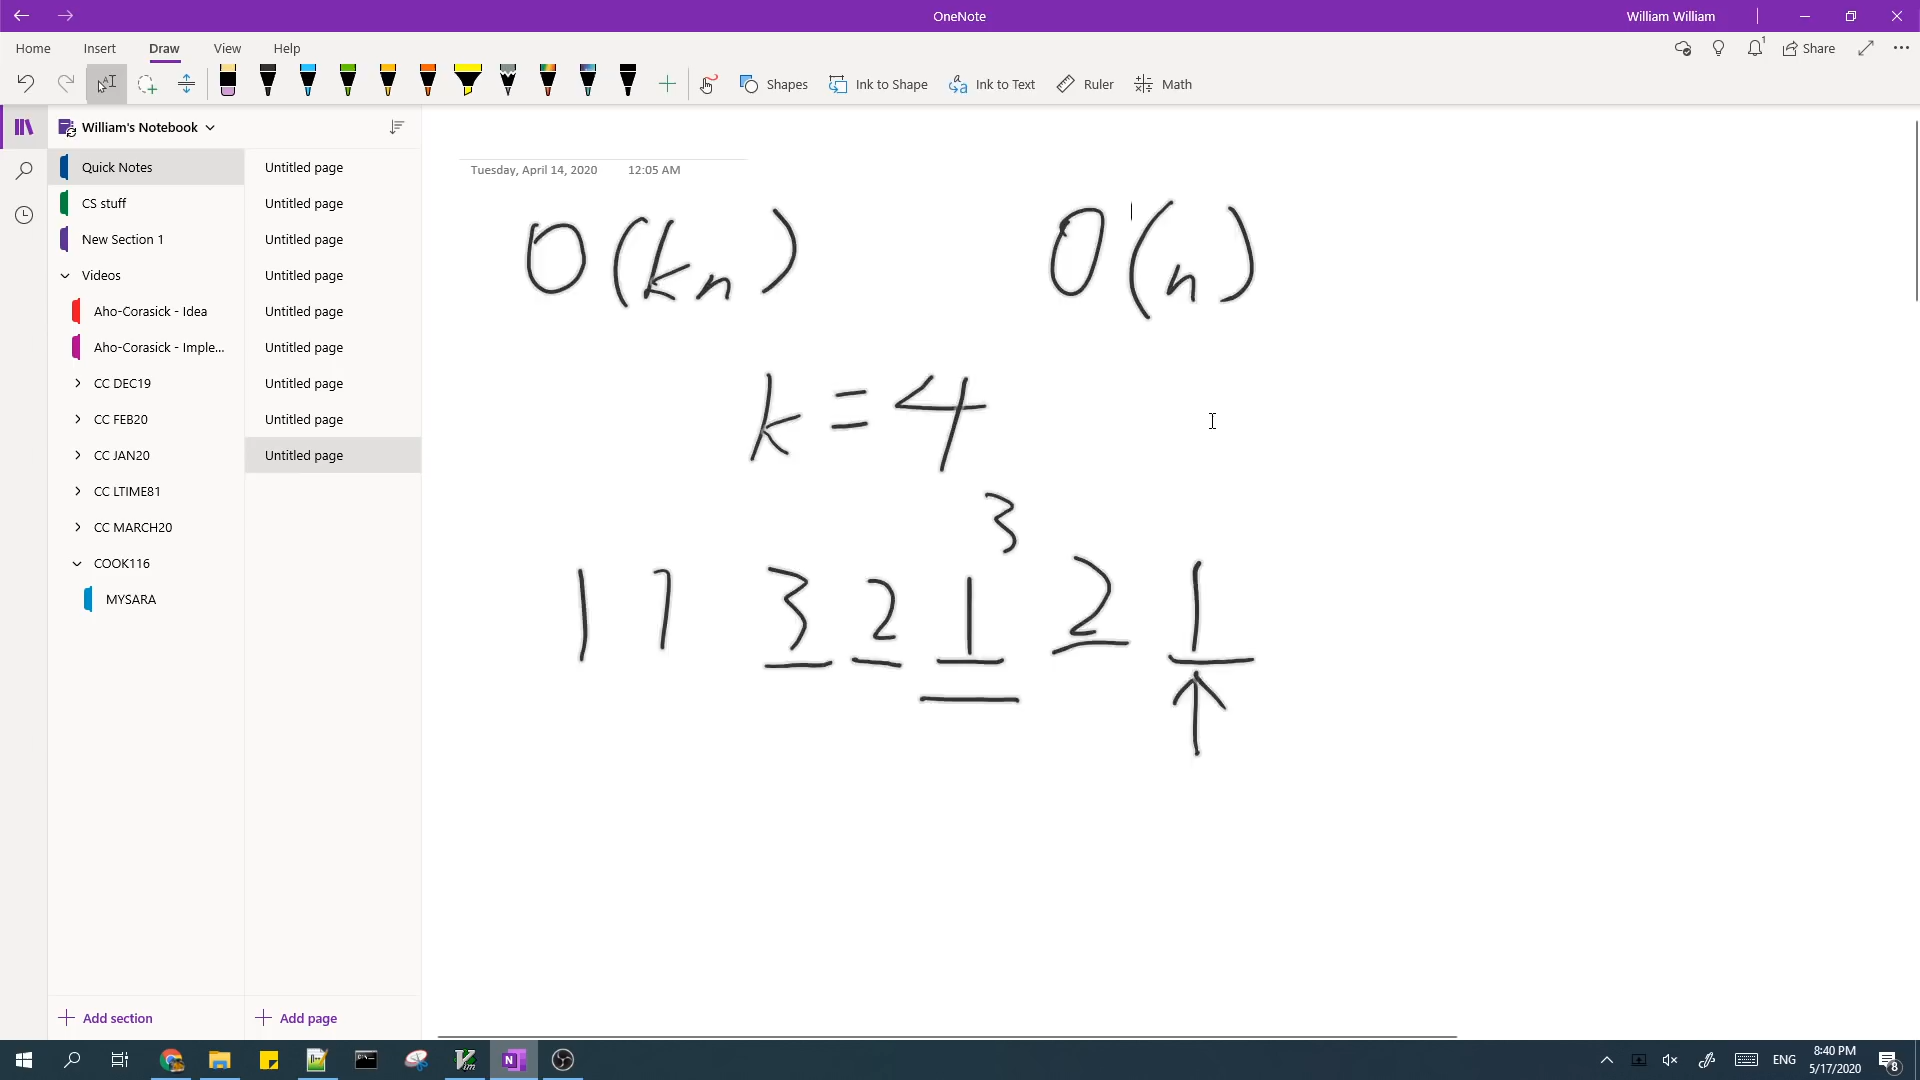 OneNote
William William
Home Insert Draw View Help
1 Share
Shapes Ink to Shape Ink to Text Ruler Math
William's Notebook
Quick Notes
CS stuff
New Section 1
Videos
Aho-Corasick - Idea
Aho-Corasick - Imple...
CC DEC19
CC FEB20
CC JAN20
CC LTIME81
CC MARCH20
COOK116
MYSARA
Add section
Untitled page
Untitled page
Untitled page
Untitled page
Untitled page
Untitled page
Untitled page
Untitled page
Untitled page
Add page
Tuesday, April 14, 2020 12:05 AM
O(kn) O(n)
k = 4
3
1 1 3 2 1 2 1
N
ENG
8:40 PM
5/17/2020
8